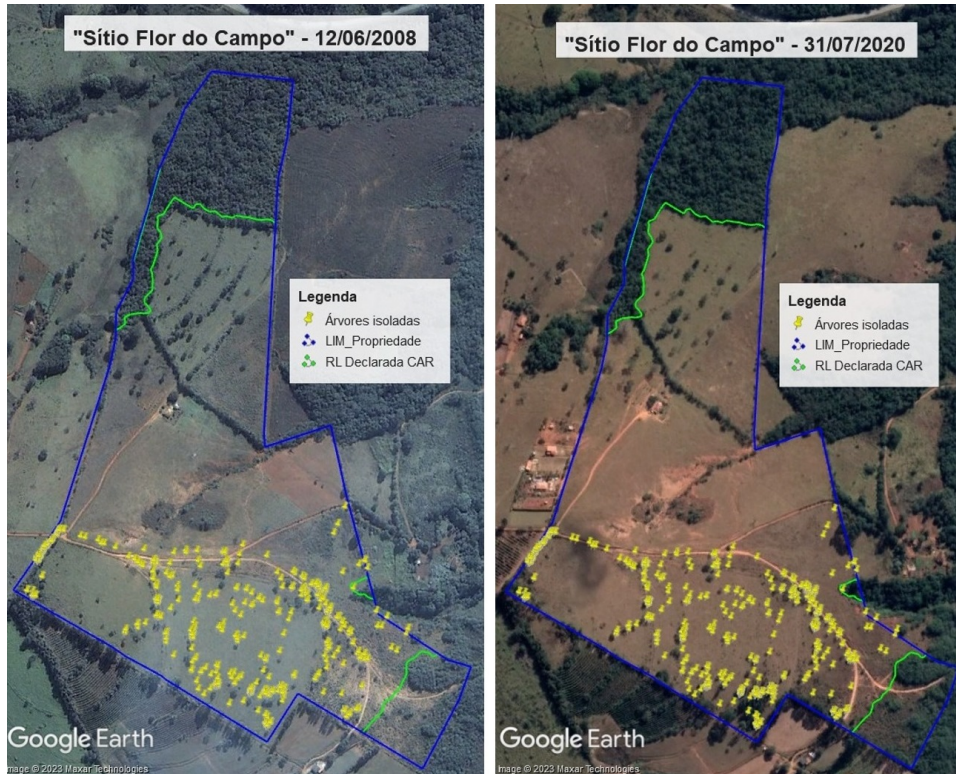 "Sítio Flor do Campo" - 12/06/2008
Legenda
Árvores isoladas
LIM_Propriedade
RL Declarada CAR
Google Earth
mage © 2023 Maxar Technologies
"Sítio Flor do Campo" - 31/07/2020
Legenda
Árvores isoladas
LIM_Propriedade
RL Declarada CAR
Google Earth
Image © 2023 Maxar Technologies